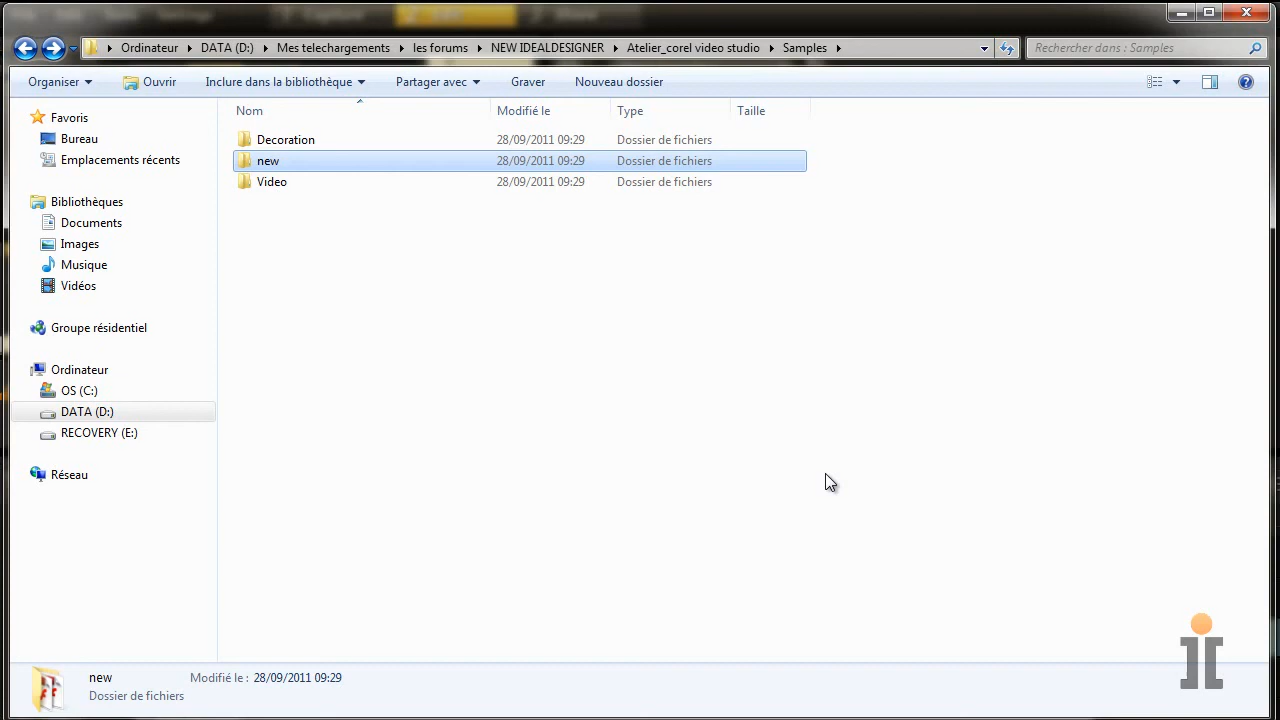 Ordinateur DATA (D:) Mes telechargements les forums NEW IDEALDESIGNER Atelier_corel video studio Samples Rechercher dans : Samples
Organiser Ouvrir Inclure dans la bibliothèque Partager avec Graver Nouveau dossier
Nom Modifié le Type Taille
Favoris
Bureau
Emplacements récents
Bibliothèques
Documents
Images
Musique
Vidéos
Groupe résidentiel
Ordinateur
OS (C:)
DATA (D:)
RECOVERY (E:)
Réseau
Decoration 28/09/2011 09:29 Dossier de fichiers
new 28/09/2011 09:29 Dossier de fichiers
Video 28/09/2011 09:29 Dossier de fichiers
new Modifié le : 28/09/2011 09:29
Dossier de fichiers